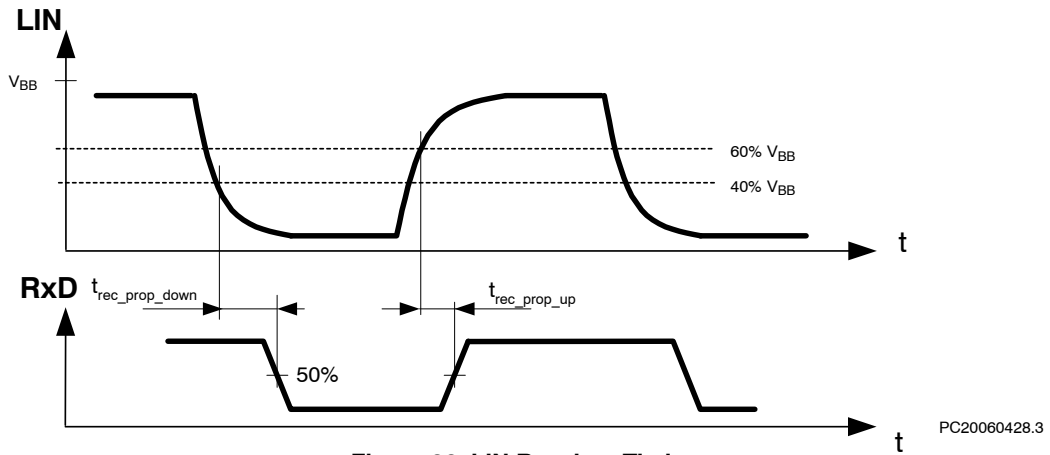 LIN
VBB
60% VBB
40% VBB
t
RxD
trec_prop_down
trec_prop_up
50%
t
PC20060428.3